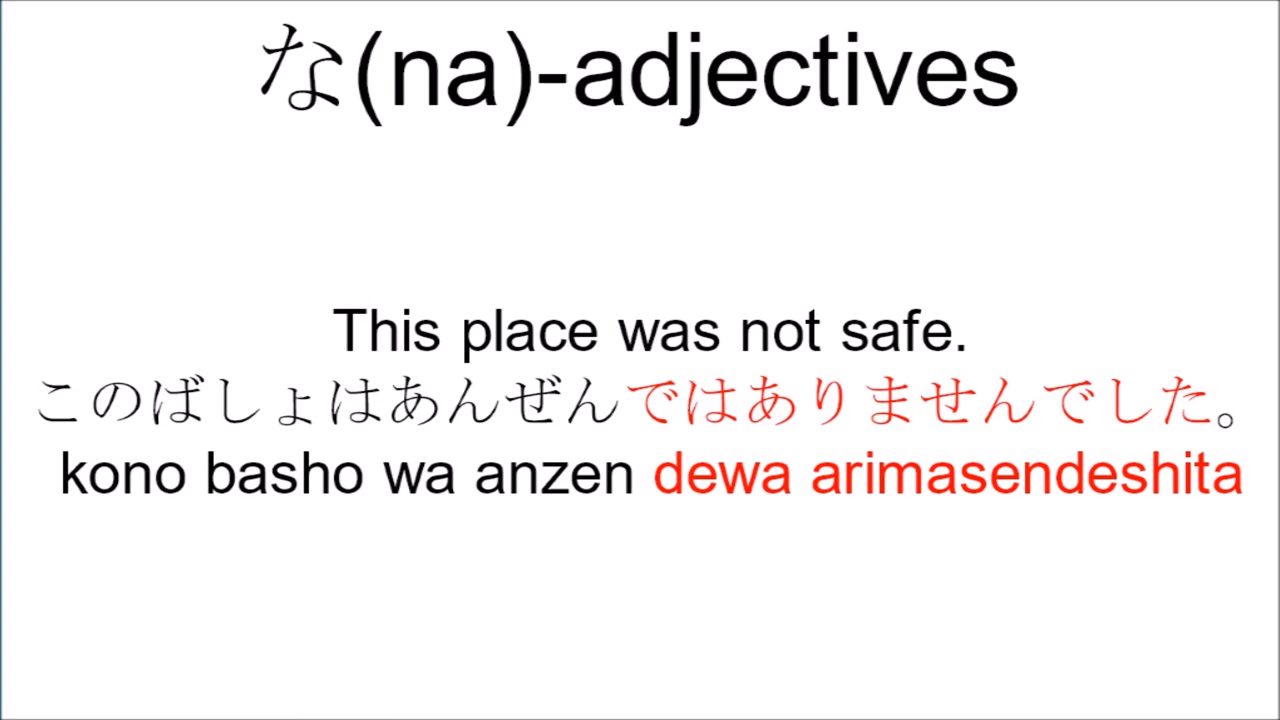 な(na)-adjectives
This place was not safe.
このばしょはあんぜんではありませんでした。
kono basho wa anzen dewa arimasendeshita